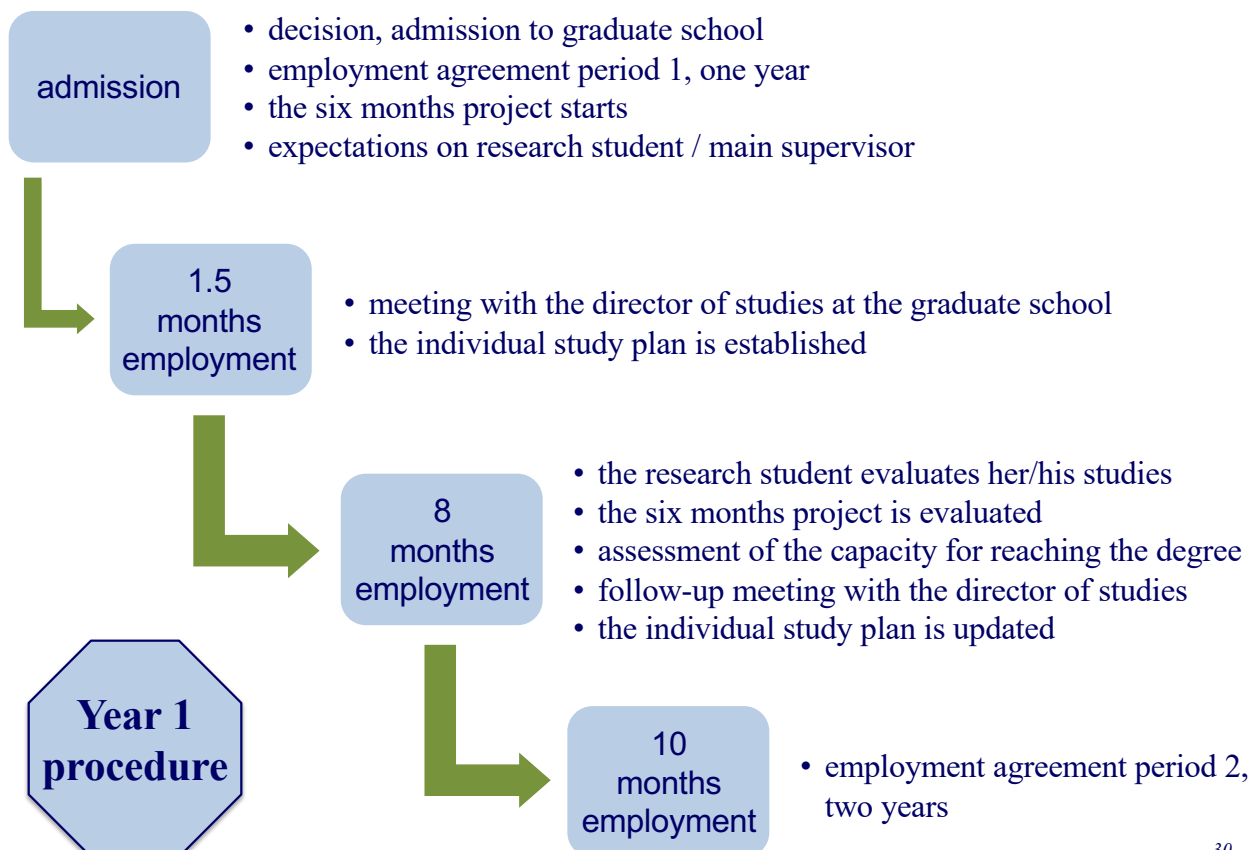 admission
• decision, admission to graduate school
• employment agreement period 1, one year
• the six months project starts
• expectations on research student / main supervisor
1.5
months
employment
• meeting with the director of studies at the graduate school
• the individual study plan is established
8
months
employment
• the research student evaluates her/his studies
• the six months project is evaluated
• assessment of the capacity for reaching the degree
• follow-up meeting with the director of studies
• the individual study plan is updated
Year 1
procedure
10
months
employment
• employment agreement period 2,
two years
30